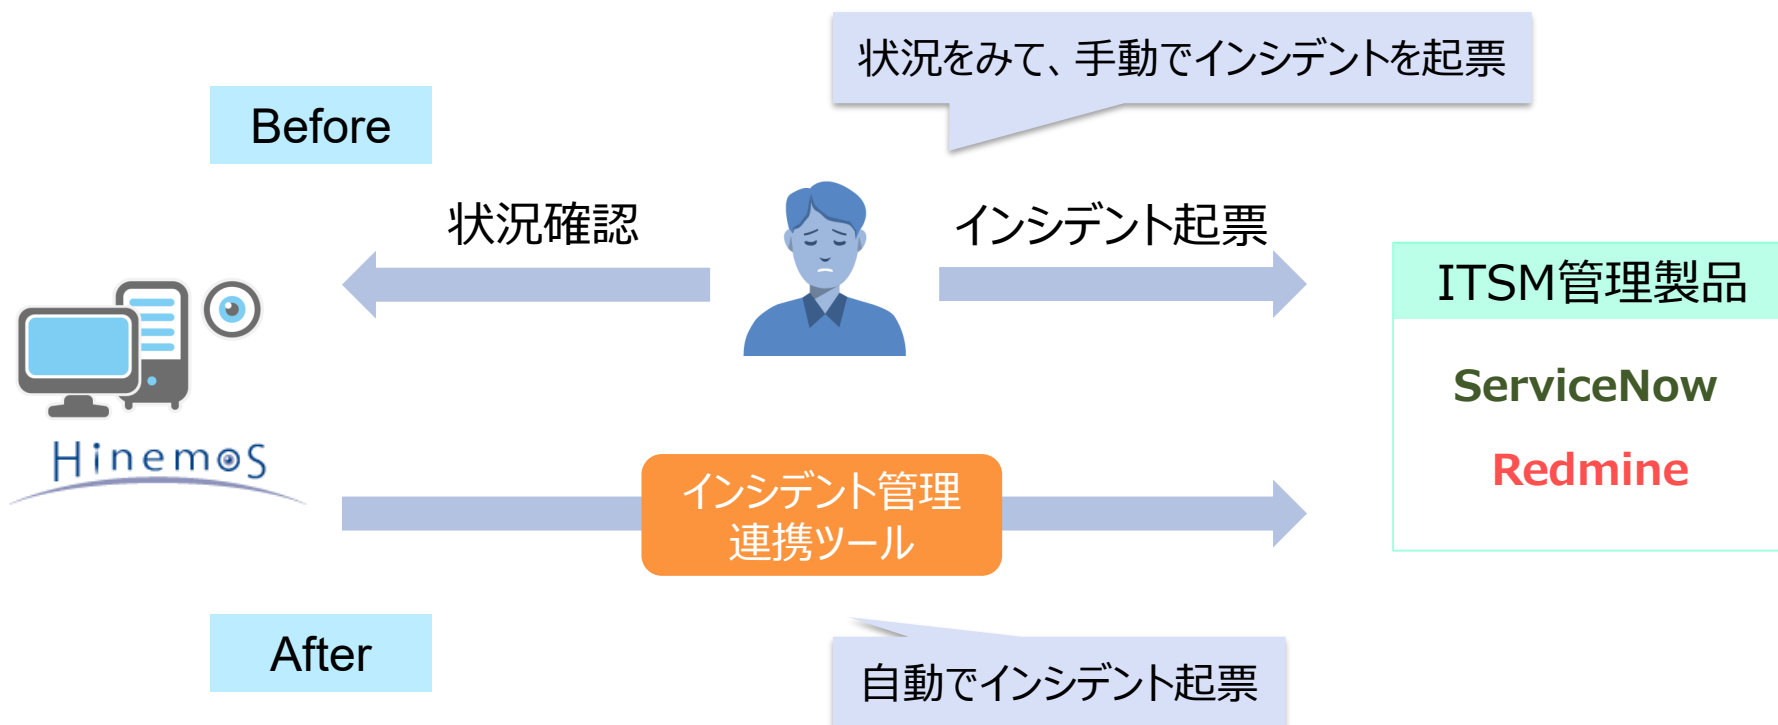 状況をみて、手動でインシデントを起票
Before
状況確認
インシデント起票
ITSM管理製品
ServiceNow
Redmine
Hinemos
インシデント管理
連携ツール
After
自動でインシデント起票